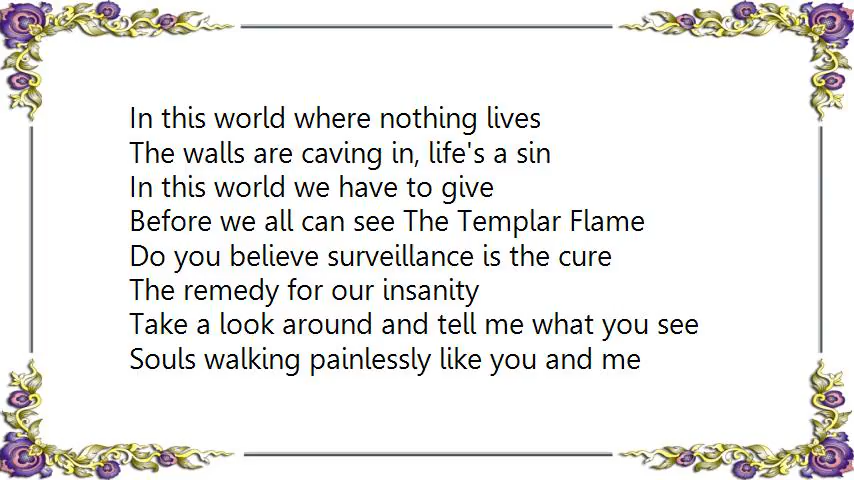 In this world where nothing lives
The walls are caving in, life's a sin
In this world we have to give
Before we all can see The Templar Flame
Do you believe surveillance is the cure
The remedy for our insanity
Take a look around and tell me what you see
Souls walking painlessly like you and me